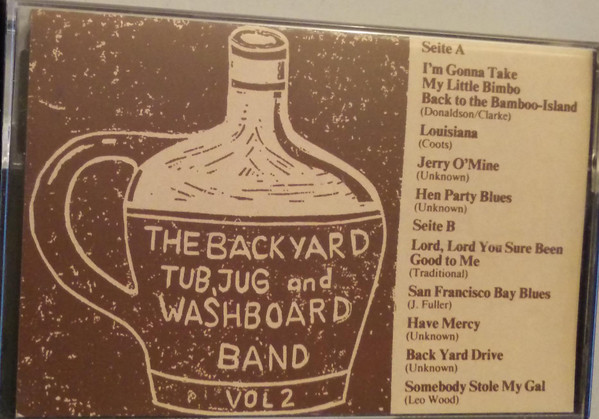 THE BACKYARD
TUB, JUG and
WASHBOARD
BAND
VOL 2
Seite A
I'm Gonna Take
My Little Bimbo
Back to the Bamboo-Island
(Donaldson/Clarke)
Louisiana
(Coots)
Jerry O'Mine
(Unknown)
Hen Party Blues
(Unknown)
Seite B
Lord, Lord You Sure Been
Good to Me
(Traditional)
San Francisco Bay Blues
(J. Fuller)
Have Mercy
(Unknown)
Back Yard Drive
(Unknown)
Somebody Stole My Gal
(Leo Wood)